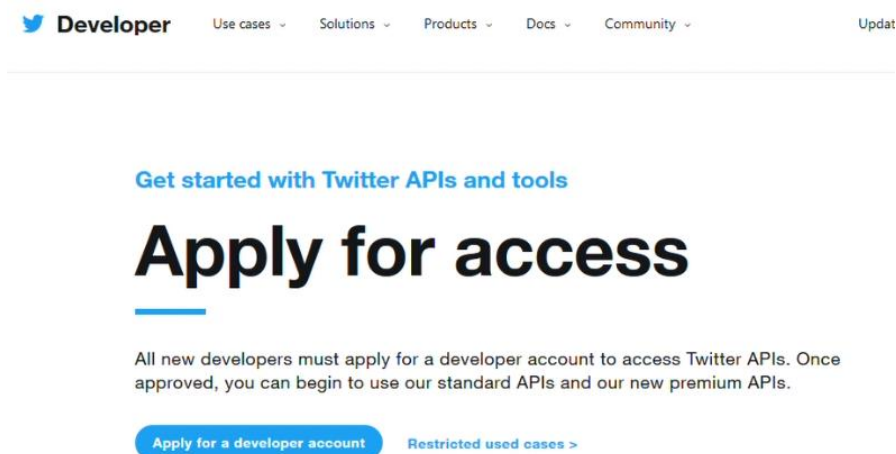 Developer Use cases Solutions Products Docs Community Updat
Get started with Twitter APIs and tools
Apply for access
All new developers must apply for a developer account to access Twitter APIs. Once
approved, you can begin to use our standard APIs and our new premium APIs.
Apply for a developer account Restricted used cases >